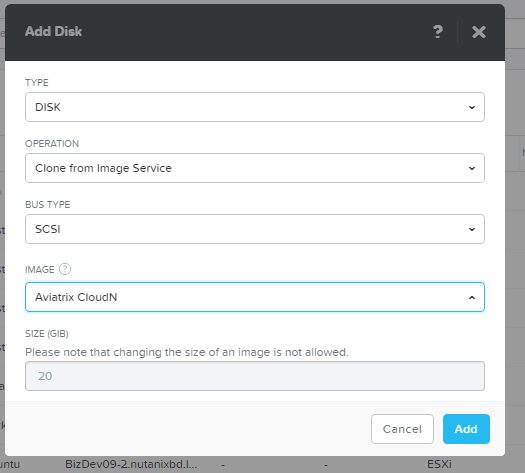 Add Disk
?
TYPE
DISK
OPERATION
Clone from Image Service
BUS TYPE
SCSI
IMAGE ?
Aviatrix CloudN
SIZE (GIB)
Please note that changing the size of an image is not allowed.
20
Cancel Add
untu BizDev09-2.nutanixbd.l... - - ESXi